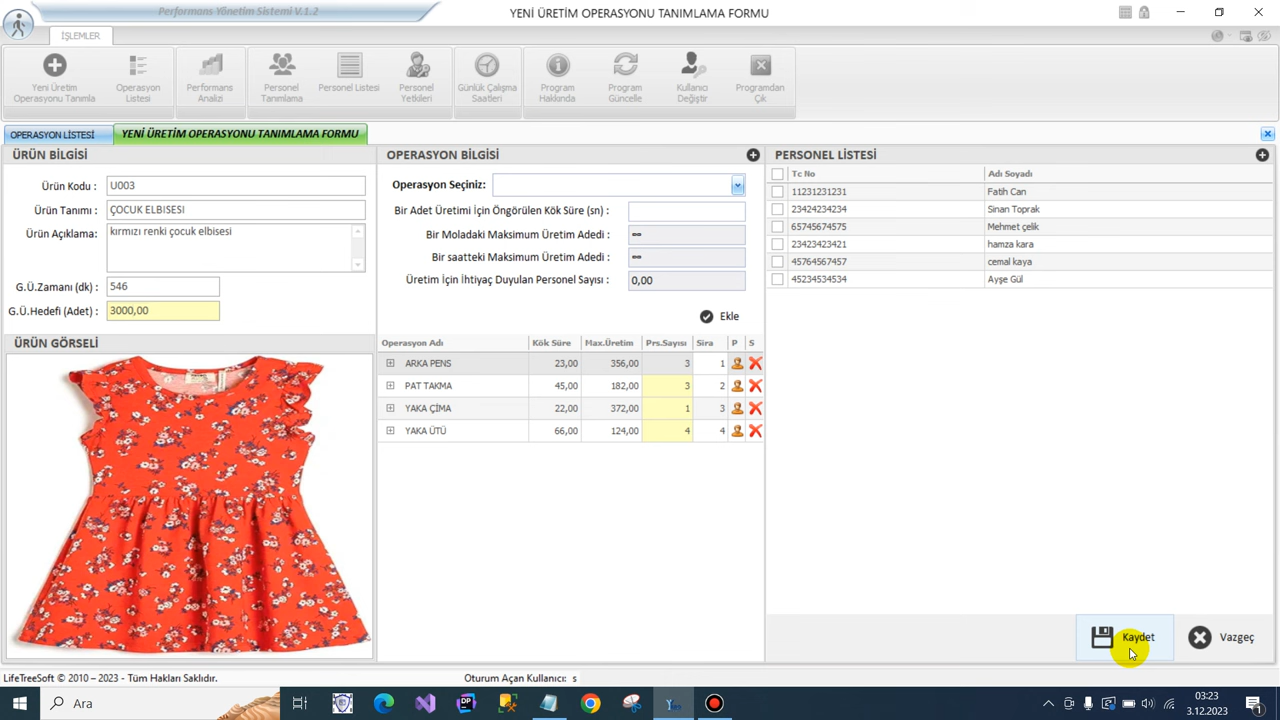 Performans Yönetim Sistemi V.1.2
YENİ ÜRETİM OPERASYONU TANIMLAMA FORMU
İŞLEMLER
Yeni Üretim Operasyonu Tanımla
Operasyon Listesi
Performans Analizi
Personel Tanımlama
Personel Listesi
Personel Yetkileri
Günlük Çalışma Saatleri
Program Hakkında
Program Güncelle
Kullanıcı Değiştir
Programdan Çık
OPERASYON LİSTESİ
YENİ ÜRETİM OPERASYONU TANIMLAMA FORMU
ÜRÜN BİLGİSİ
Ürün Kodu : U003
Ürün Tanımı : ÇOCUK ELBISESI
Ürün Açıklama: kırmızı renki çocuk elbisesi
G.Ü.Zamanı (dk) : 546
G.Ü.Hedefi (Adet) : 3000,00
ÜRÜN GÖRSELİ
OPERASYON BİLGİSİ
Operasyon Seçiniz:
Bir Adet Üretimi İçin Öngörülen Kök Süre (sn) :
Bir Moladaki Maksimum Üretim Adedi : ∞
Bir saatteki Maksimum Üretim Adedi : ∞
Üretim İçin İhtiyaç Duyulan Personel Sayısı : 0,00
Ekle
Operasyon Adı Kök Süre Max.Üretim Prs.Sayısı Sira P S
ARKA PENS 23,00 356,00 3 1
PAT TAKMA 45,00 182,00 3 2
YAKA ÇİMA 22,00 372,00 1 3
YAKA ÜTÜ 66,00 124,00 4 4
PERSONEL LİSTESİ
Tc No Adı Soyadı
11231231231 Fatih Can
23424234234 Sinan Toprak
65745674575 Mehmet çelik
23423423421 hamza kara
45764567457 cemal kaya
45234534534 Ayşe Gül
Kaydet
Vazgeç
LifeTreeSoft © 2010 – 2023 - Tüm Hakları Saklıdır.
Oturum Açan Kullanıcı: s
Ara
03:23
3.12.2023